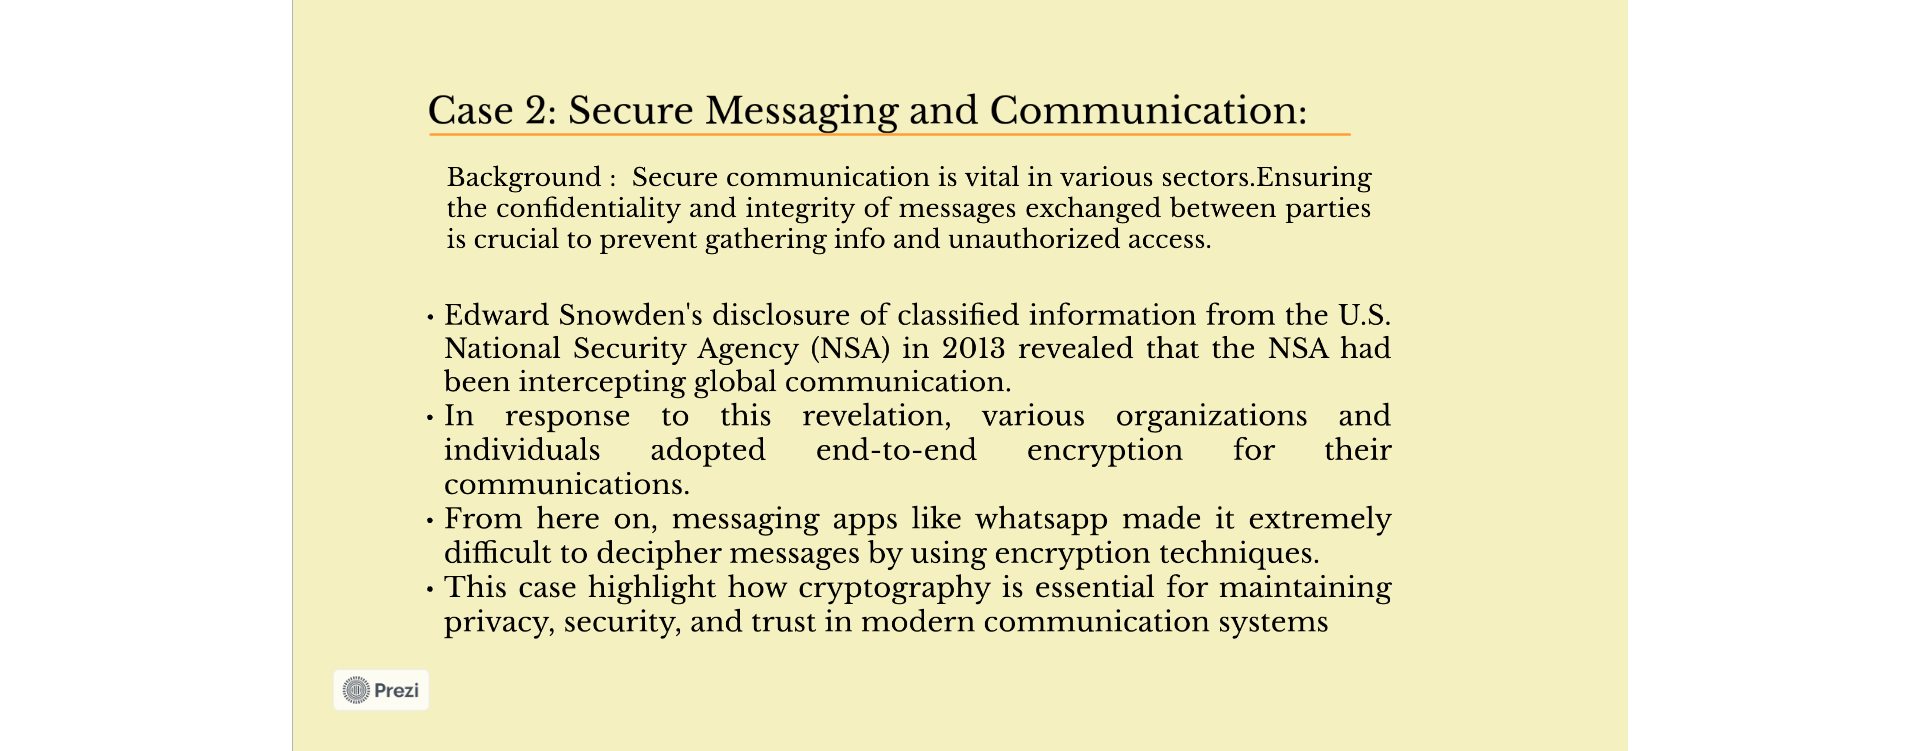 Case 2: Secure Messaging and Communication:
Background :  Secure communication is vital in various sectors.Ensuring
the confidentiality and integrity of messages exchanged between parties
is crucial to prevent gathering info and unauthorized access.
• Edward Snowden's disclosure of classified information from the U.S.
National Security Agency (NSA) in 2013 revealed that the NSA had
been intercepting global communication.
• In response to this revelation, various organizations and
individuals adopted end-to-end encryption for their
communications.
• From here on, messaging apps like whatsapp made it extremely
difficult to decipher messages by using encryption techniques.
• This case highlight how cryptography is essential for maintaining
privacy, security, and trust in modern communication systems
Prezi